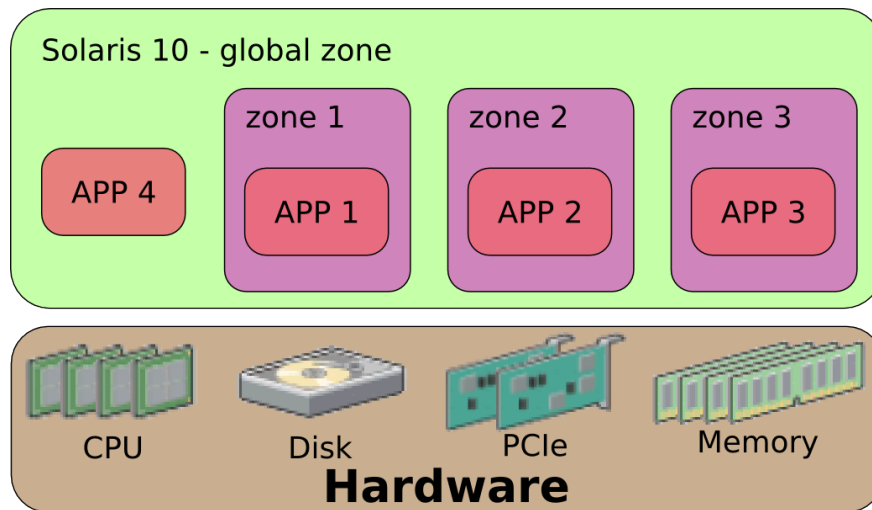 Solaris 10 - global zone
zone 1
zone 2
zone 3
APP 4
APP 1
APP 2
APP 3
CPU
Disk
PCIe
Memory
Hardware